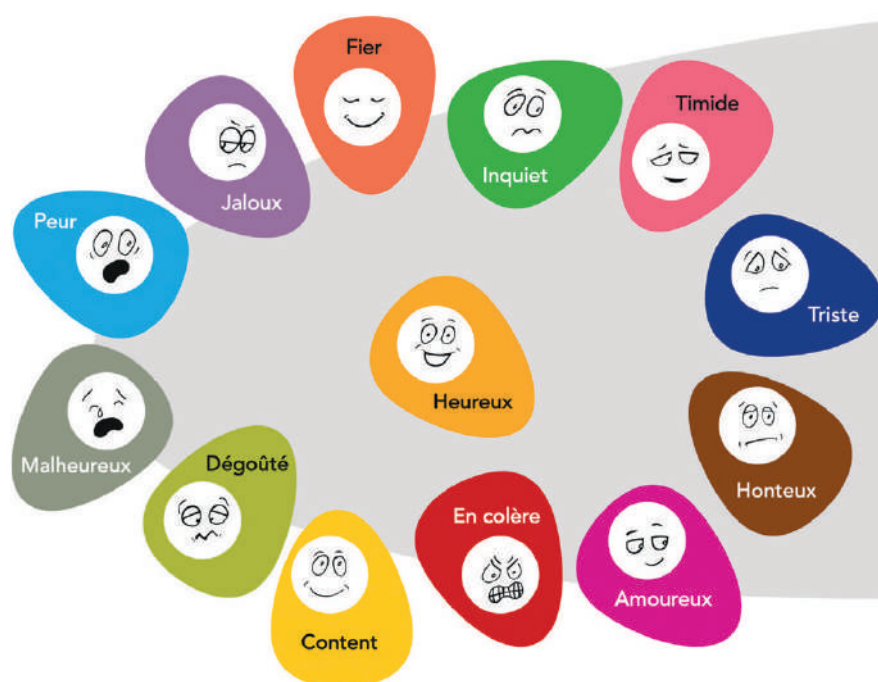 Fier
Timide
Jaloux
Inquiet
Peur
Triste
Heureux
Malheureux
Dégoûté
Honteux
En colère
Amoureux
Content